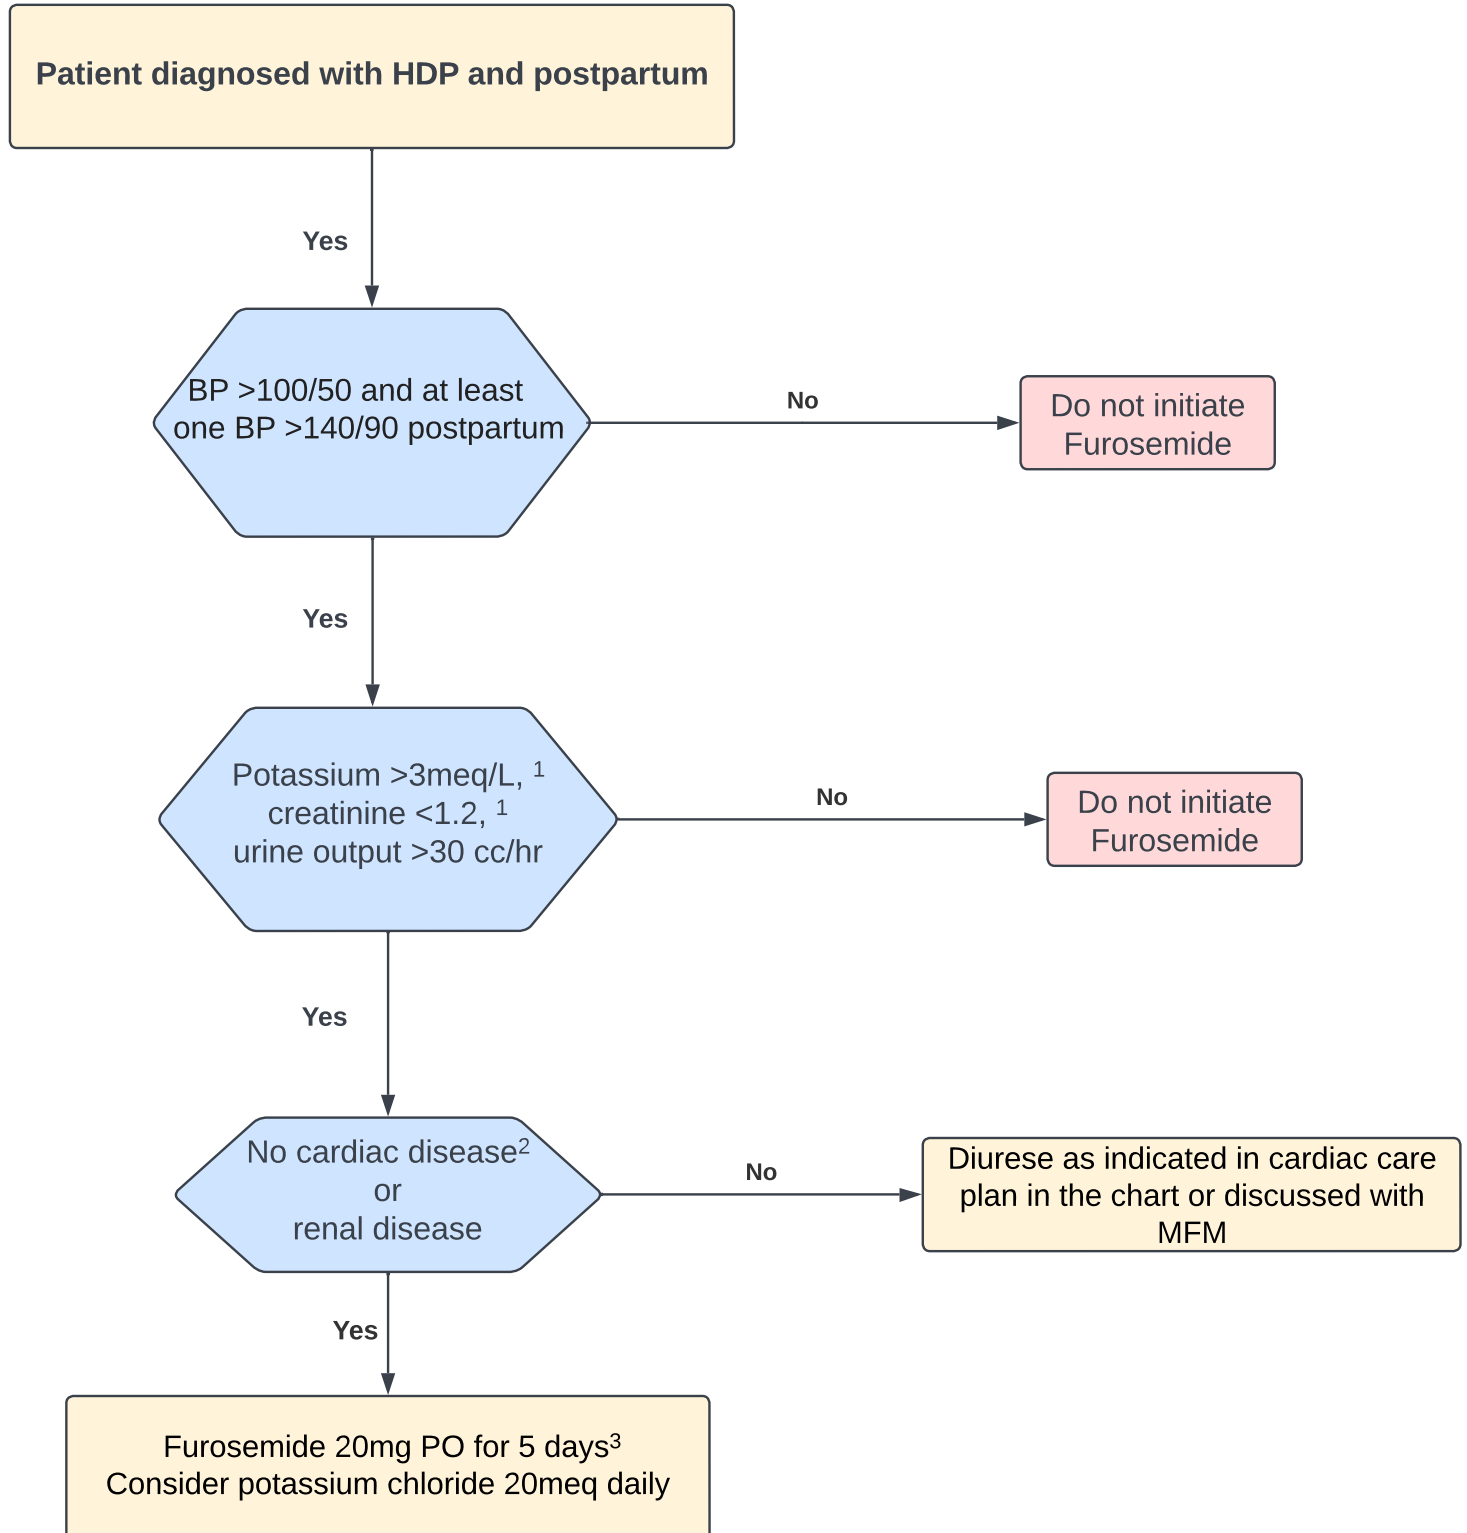 Patient diagnosed with HDP and postpartum
Yes
BP >100/50 and at least
one BP >140/90 postpartum
No
Do not initiate
Furosemide
Yes
Potassium >3meq/L, ¹
creatinine <1.2, ¹
urine output >30 cc/hr
No
Do not initiate
Furosemide
Yes
No cardiac disease²
or
renal disease
No
Diurese as indicated in cardiac care
plan in the chart or discussed with
MFM
Yes
Furosemide 20mg PO for 5 days³
Consider potassium chloride 20meq daily